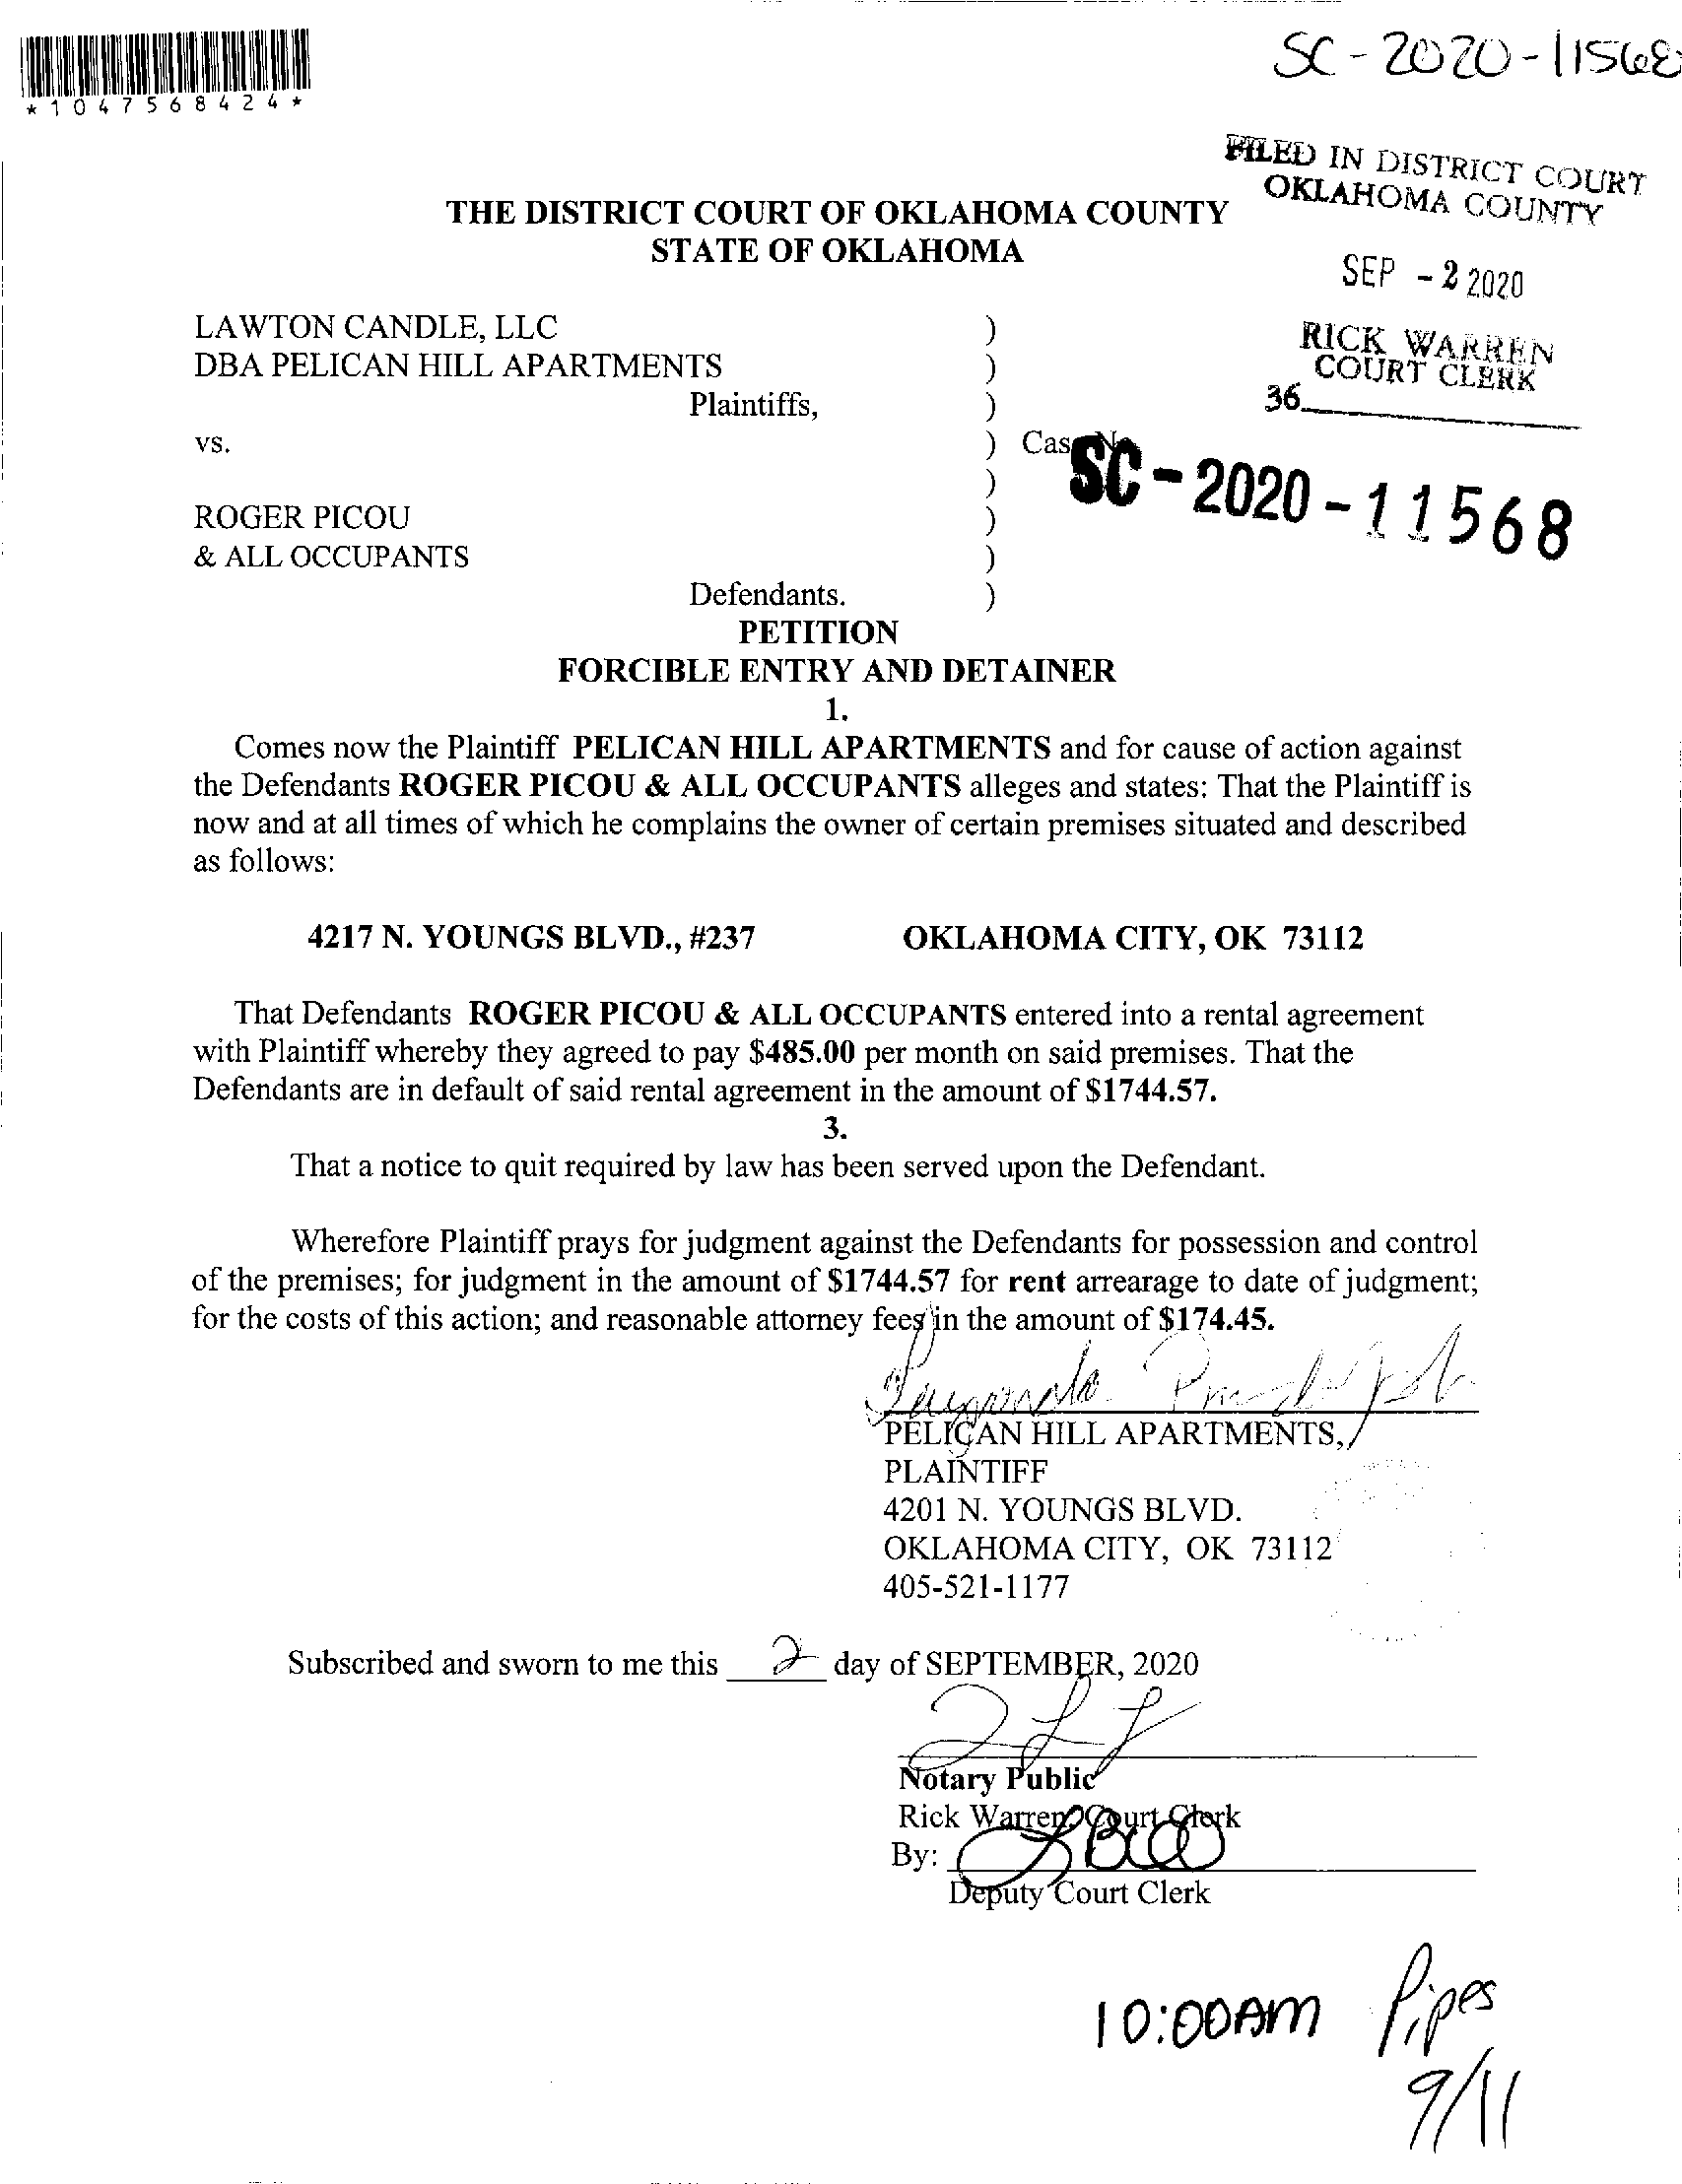 SC-2020-11568
*1047568424*
FILED IN DISTRICT COURT
OKLAHOMA COUNTY
THE DISTRICT COURT OF OKLAHOMA COUNTY
STATE OF OKLAHOMA
SEP -2 2020
RICK WARREN
COURT CLERK
36
LAWTON CANDLE, LLC )
DBA PELICAN HILL APARTMENTS )
Plaintiffs, )
vs. ) Case No
SC-2020-11568
)
ROGER PICOU )
& ALL OCCUPANTS )
Defendants. )
PETITION
FORCIBLE ENTRY AND DETAINER
1.
Comes now the Plaintiff PELICAN HILL APARTMENTS and for cause of action against
the Defendants ROGER PICOU & ALL OCCUPANTS alleges and states: That the Plaintiff is
now and at all times of which he complains the owner of certain premises situated and described
as follows:
4217 N. YOUNGS BLVD., #237 OKLAHOMA CITY, OK 73112
That Defendants ROGER PICOU & ALL OCCUPANTS entered into a rental agreement
with Plaintiff whereby they agreed to pay $485.00 per month on said premises. That the
Defendants are in default of said rental agreement in the amount of $1744.57.
3.
That a notice to quit required by law has been served upon the Defendant.
Wherefore Plaintiff prays for judgment against the Defendants for possession and control
of the premises; for judgment in the amount of $1744.57 for rent arrearage to date of judgment;
for the costs of this action; and reasonable attorney fees in the amount of $174.45.
PELICAN HILL APARTMENTS,
PLAINTIFF
4201 N. YOUNGS BLVD.
OKLAHOMA CITY, OK 73112
405-521-1177
Subscribed and sworn to me this 2 day of SEPTEMBER, 2020
Notary Public
Rick Warren Court Clerk
By:
Deputy Court Clerk
10:00AM Pipes
9/11